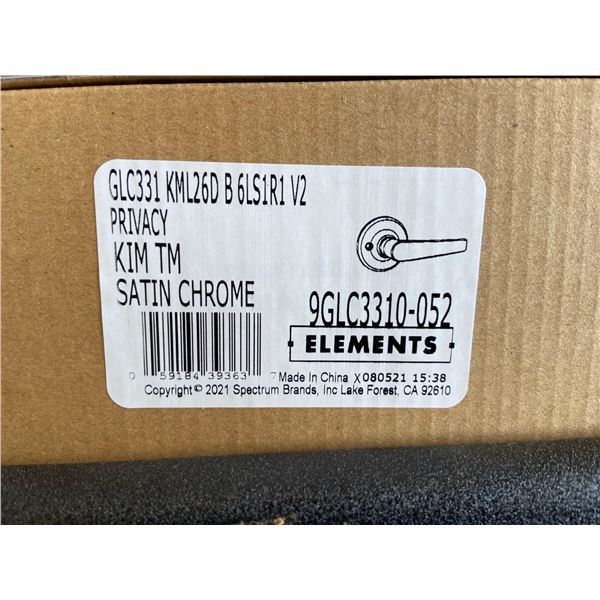 GLC331 KML26D B 6LS1R1 V2
PRIVACY
KIM TM
SATIN CHROME
9GLC3310-052
ELEMENTS
0 59184 39363 7
Made In China X080521 15:38
Copyright © 2021 Spectrum Brands, Inc Lake Forest, CA 92610